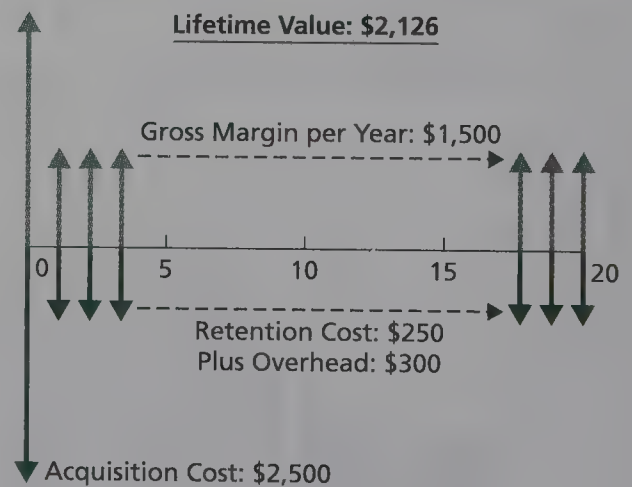 Lifetime Value: $2,126
Gross Margin per Year: $1,500
0 5 10 15 20
Retention Cost: $250
Plus Overhead: $300
Acquisition Cost: $2,500